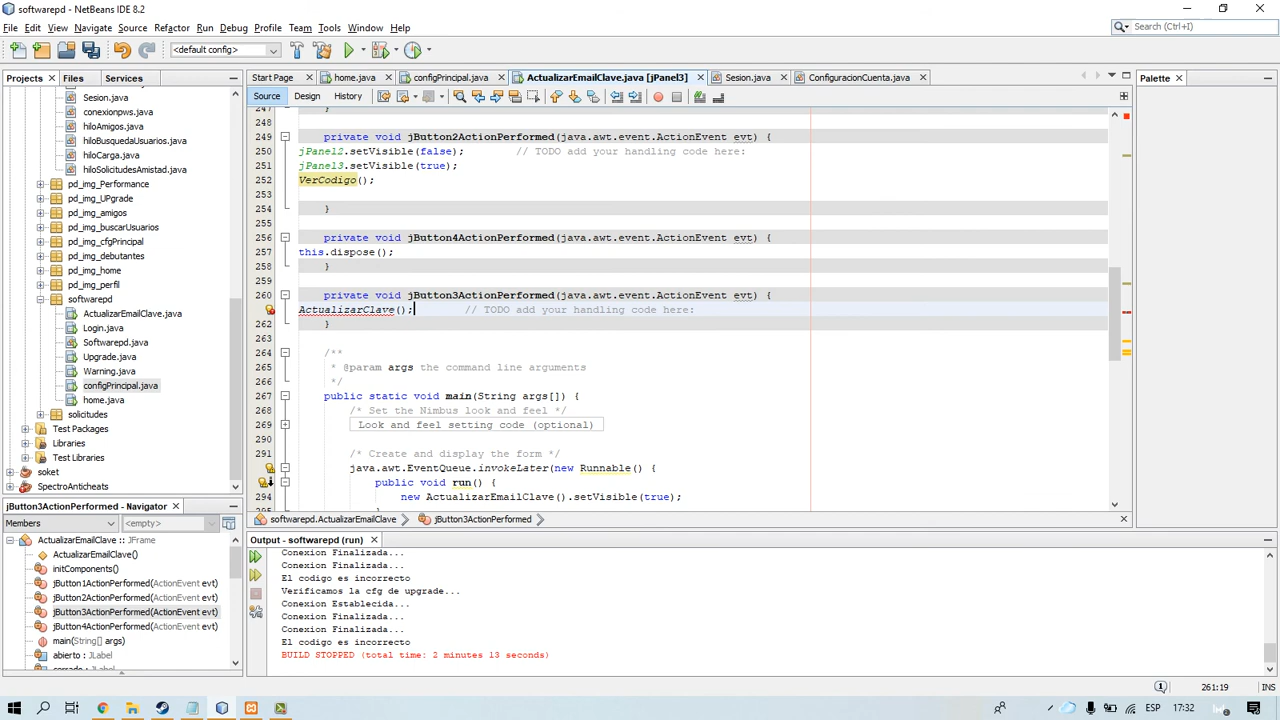 softwarepd - NetBeans IDE 8.2
File Edit View Navigate Source Refactor Run Debug Profile Team Tools Window Help
Search (Ctrl+I)
<default config>
Projects Files Services
Start Page home.java configPrincipal.java ActualizarEmailClave.java [jPanel3] Sesion.java ConfiguracionCuenta.java
Palette
Source Design History
Sesion.java
conexionpws.java
hiloAmigos.java
hiloBusquedaUsuarios.java
hiloCarga.java
hiloSolicitudesAmistad.java
pd_img_Performance
pd_img_UPgrade
pd_img_amigos
pd_img_buscarUsuarios
pd_img_cfgPrincipal
pd_img_debutantes
pd_img_home
pd_img_perfil
softwarepd
ActualizarEmailClave.java
Login.java
Softwarepd.java
Upgrade.java
Warning.java
configPrincipal.java
home.java
solicitudes
Test Packages
Libraries
Test Libraries
soket
SpectroAnticheats
247 }
248
249 private void jButton2ActionPerformed(java.awt.event.ActionEvent evt) {
250 jPanel2.setVisible(false); // TODO add your handling code here:
251 jPanel3.setVisible(true);
252 VerCodigo();
253
254 }
255
256 private void jButton4ActionPerformed(java.awt.event.ActionEvent evt) {
257 this.dispose();
258 }
259
260 private void jButton3ActionPerformed(java.awt.event.ActionEvent evt) {
ActualizarClave(); // TODO add your handling code here:
262 }
263
264 /**
265 * @param args the command line arguments
266 */
267 public static void main(String args[]) {
268 /* Set the Nimbus look and feel */
269 Look and feel setting code (optional)
290
291 /* Create and display the form */
java.awt.EventQueue.invokeLater(new Runnable() {
public void run() {
294 new ActualizarEmailClave().setVisible(true);
295 }
softwarepd.ActualizarEmailClave jButton3ActionPerformed
jButton3ActionPerformed - Navigator
Members <empty>
ActualizarEmailClave :: JFrame
ActualizarEmailClave()
initComponents()
jButton1ActionPerformed(ActionEvent evt)
jButton2ActionPerformed(ActionEvent evt)
jButton3ActionPerformed(ActionEvent evt)
jButton4ActionPerformed(ActionEvent evt)
main(String[] args)
abierto : JLabel
cerrado : JLabel
Output - softwarepd (run)
Conexion Finalizada...
Conexion Finalizada...
El codigo es incorrecto
Verificamos la cfg de upgrade...
Conexion Establecida...
Conexion Finalizada...
Conexion Finalizada...
El codigo es incorrecto
BUILD STOPPED (total time: 2 minutes 13 seconds)
1 261:19 INS
ESP 17:32